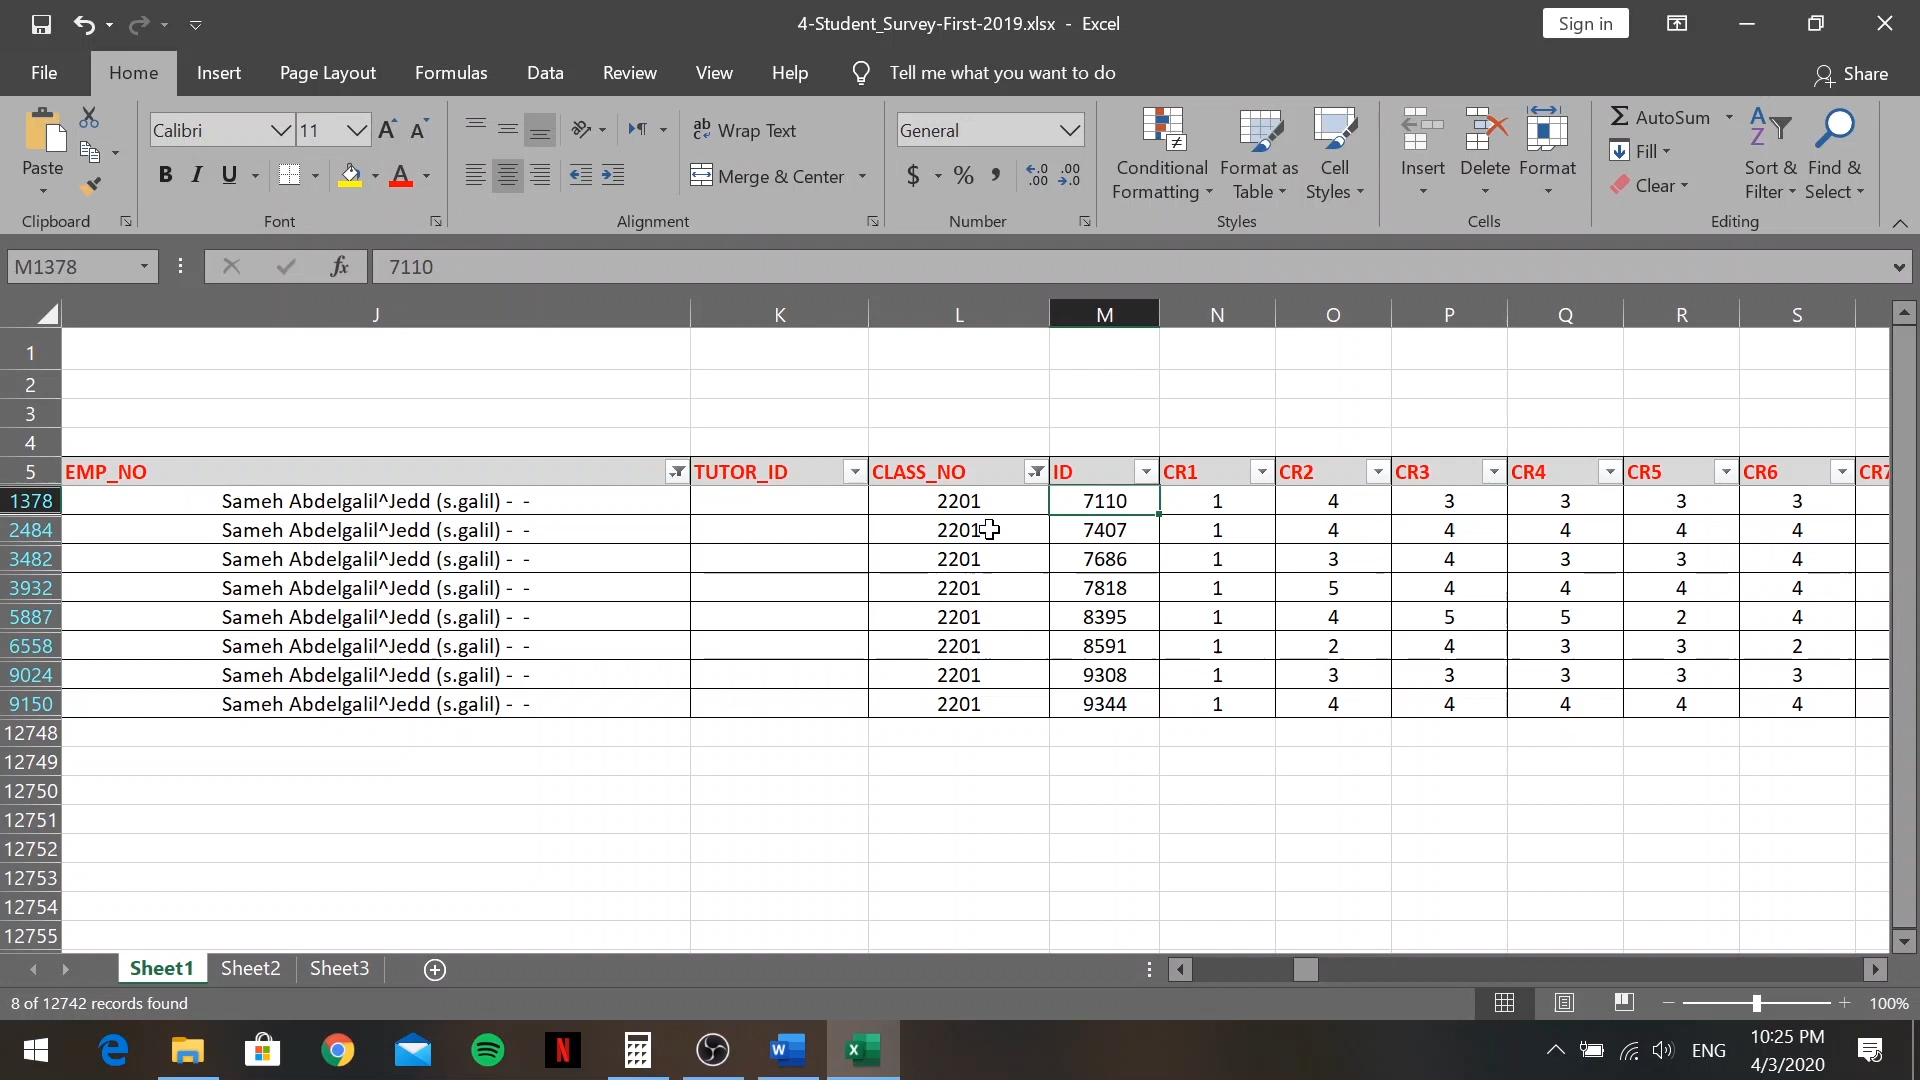 4-Student_Survey-First-2019.xlsx - Excel
Sign in
File Home Insert Page Layout Formulas Data Review View Help Tell me what you want to do Share
Paste
Clipboard
Calibri 11
B I U
Font
ab Wrap Text
Merge & Center
Alignment
General
$ % ,
Number
Conditional Formatting
Format as Table
Cell Styles
Styles
Insert Delete Format
Cells
AutoSum
Fill
Clear
Sort & Filter
Find & Select
Editing
M1378 fx 7110
J K L M N O P Q R S
1
2
3
4
5 EMP_NO TUTOR_ID CLASS_NO ID CR1 CR2 CR3 CR4 CR5 CR6 CR7
1378 Sameh Abdelgalil^Jedd (s.galil) - - 2201 7110 1 4 3 3 3 3
2484 Sameh Abdelgalil^Jedd (s.galil) - - 2201 7407 1 4 4 4 4 4
3482 Sameh Abdelgalil^Jedd (s.galil) - - 2201 7686 1 3 4 3 3 4
3932 Sameh Abdelgalil^Jedd (s.galil) - - 2201 7818 1 5 4 4 4 4
5887 Sameh Abdelgalil^Jedd (s.galil) - - 2201 8395 1 4 5 5 2 4
6558 Sameh Abdelgalil^Jedd (s.galil) - - 2201 8591 1 2 4 3 3 2
9024 Sameh Abdelgalil^Jedd (s.galil) - - 2201 9308 1 3 3 3 3 3
9150 Sameh Abdelgalil^Jedd (s.galil) - - 2201 9344 1 4 4 4 4 4
12748
12749
12750
12751
12752
12753
12754
12755
Sheet1 Sheet2 Sheet3
8 of 12742 records found 100%
ENG
10:25 PM
4/3/2020